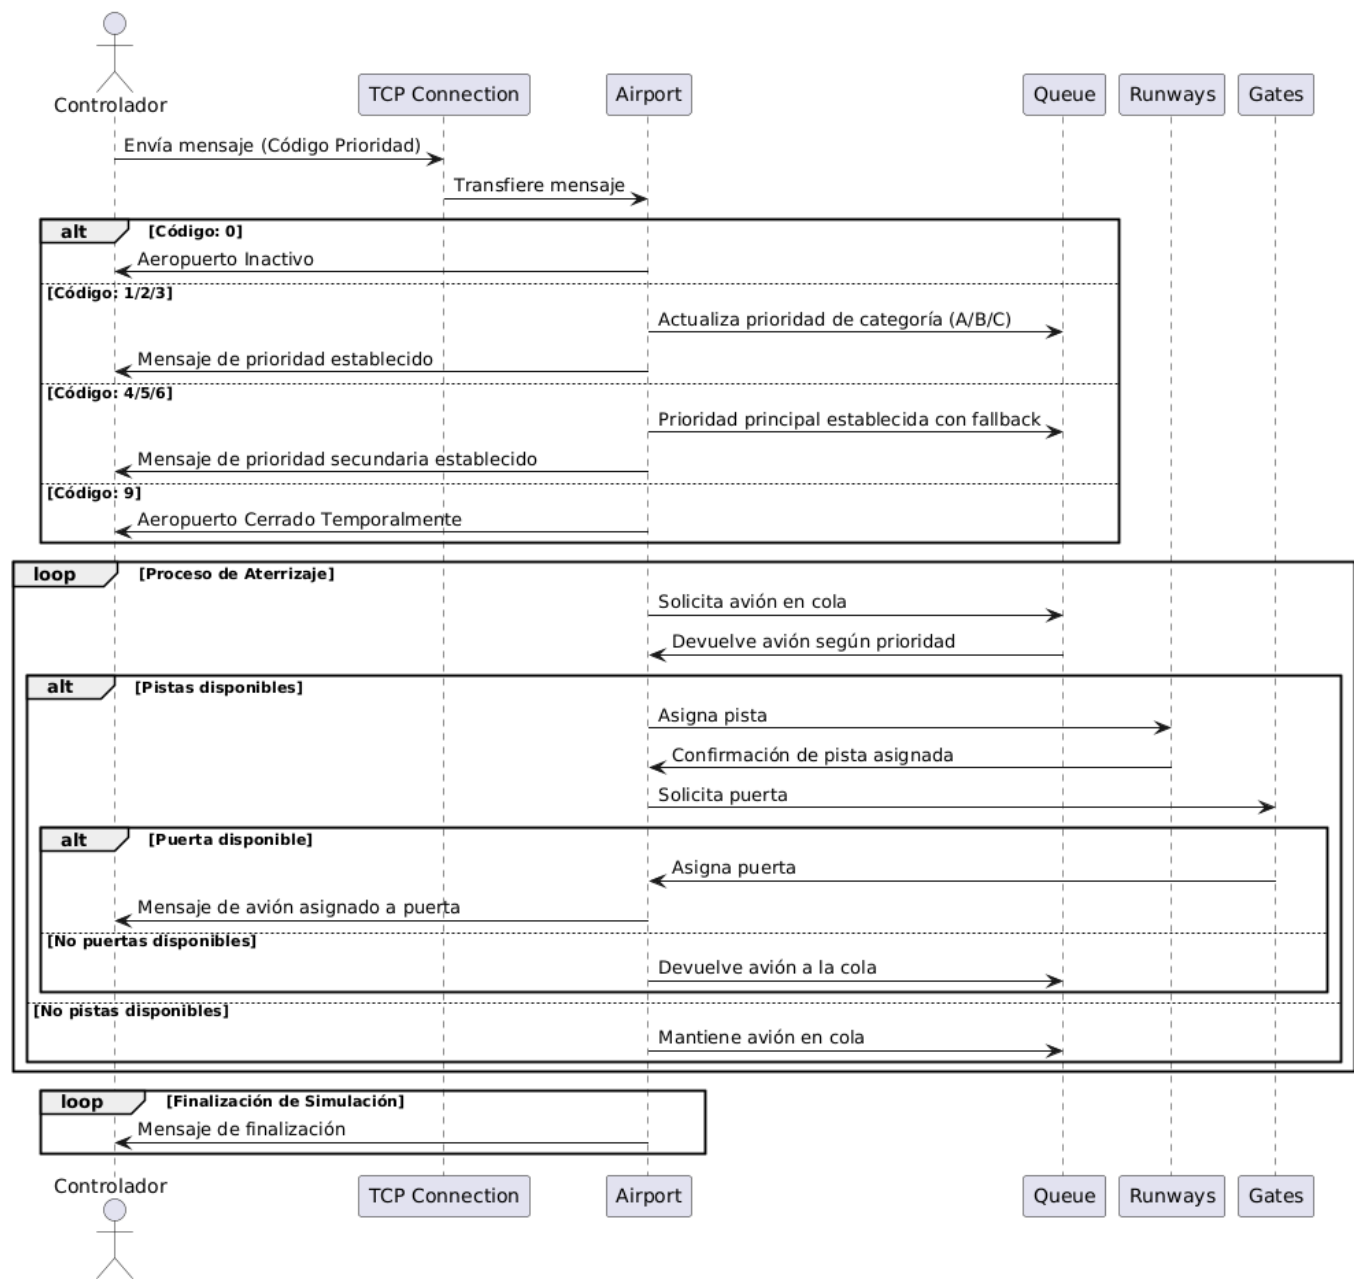 Controlador
TCP Connection
Airport
Queue
Runways
Gates
Envía mensaje (Código Prioridad)
Transfiere mensaje
alt
[Código: 0]
Aeropuerto Inactivo
[Código: 1/2/3]
Actualiza prioridad de categoría (A/B/C)
Mensaje de prioridad establecido
[Código: 4/5/6]
Prioridad principal establecida con fallback
Mensaje de prioridad secundaria establecido
[Código: 9]
Aeropuerto Cerrado Temporalmente
loop
[Proceso de Aterrizaje]
Solicita avión en cola
Devuelve avión según prioridad
alt
[Pistas disponibles]
Asigna pista
Confirmación de pista asignada
Solicita puerta
alt
[Puerta disponible]
Asigna puerta
Mensaje de avión asignado a puerta
[No puertas disponibles]
Devuelve avión a la cola
[No pistas disponibles]
Mantiene avión en cola
loop
[Finalización de Simulación]
Mensaje de finalización
Controlador
TCP Connection
Airport
Queue
Runways
Gates